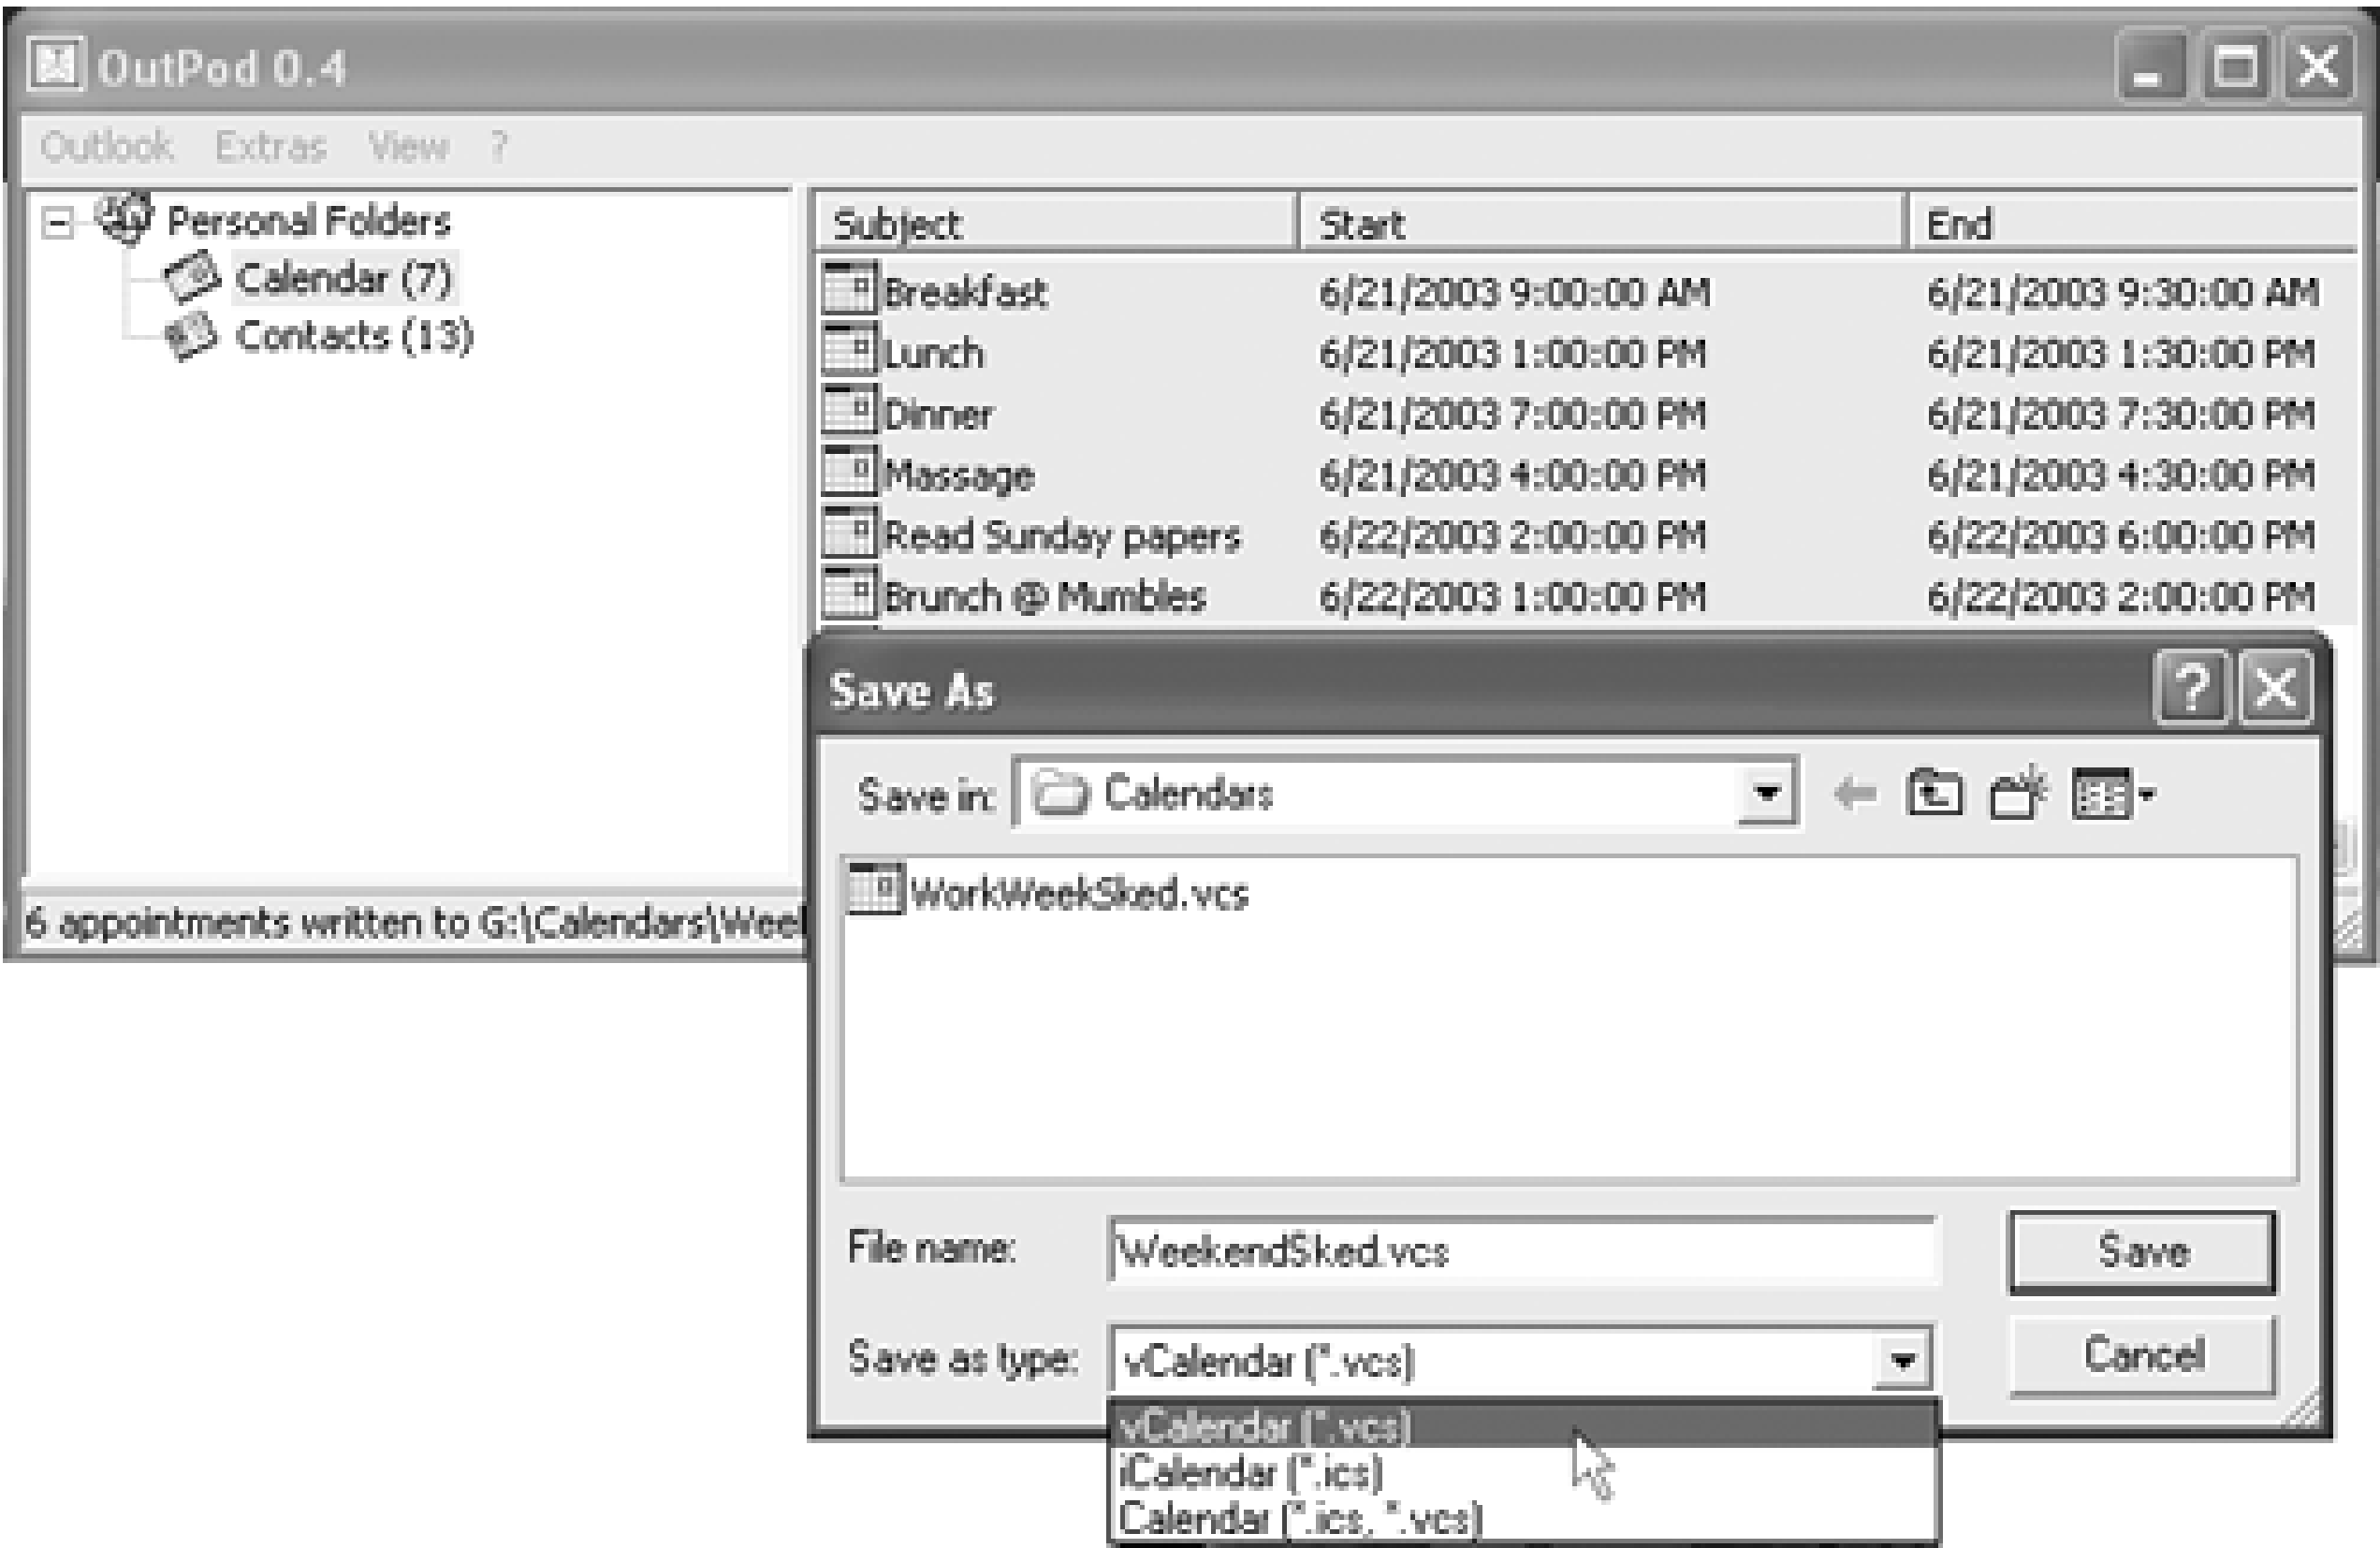 OutPod 0.4
Outlook Extras View ?
Personal Folders
Calendar (7)
Contacts (13)
Subject Start End
Breakfast 6/21/2003 9:00:00 AM 6/21/2003 9:30:00 AM
Lunch 6/21/2003 1:00:00 PM 6/21/2003 1:30:00 PM
Dinner 6/21/2003 7:00:00 PM 6/21/2003 7:30:00 PM
Massage 6/21/2003 4:00:00 PM 6/21/2003 4:30:00 PM
Read Sunday papers 6/22/2003 2:00:00 PM 6/22/2003 6:00:00 PM
Brunch @ Mumbles 6/22/2003 1:00:00 PM 6/22/2003 2:00:00 PM
6 appointments written to G:\Calendars\Weel
Save As
Save in: Calendars
WorkWeekSked.vcs
File name: WeekendSked.vcs Save
Save as type: vCalendar (*.vcs) Cancel
vCalendar (*.vcs)
iCalendar (*.ics)
Calendar (*.ics, *.vcs)